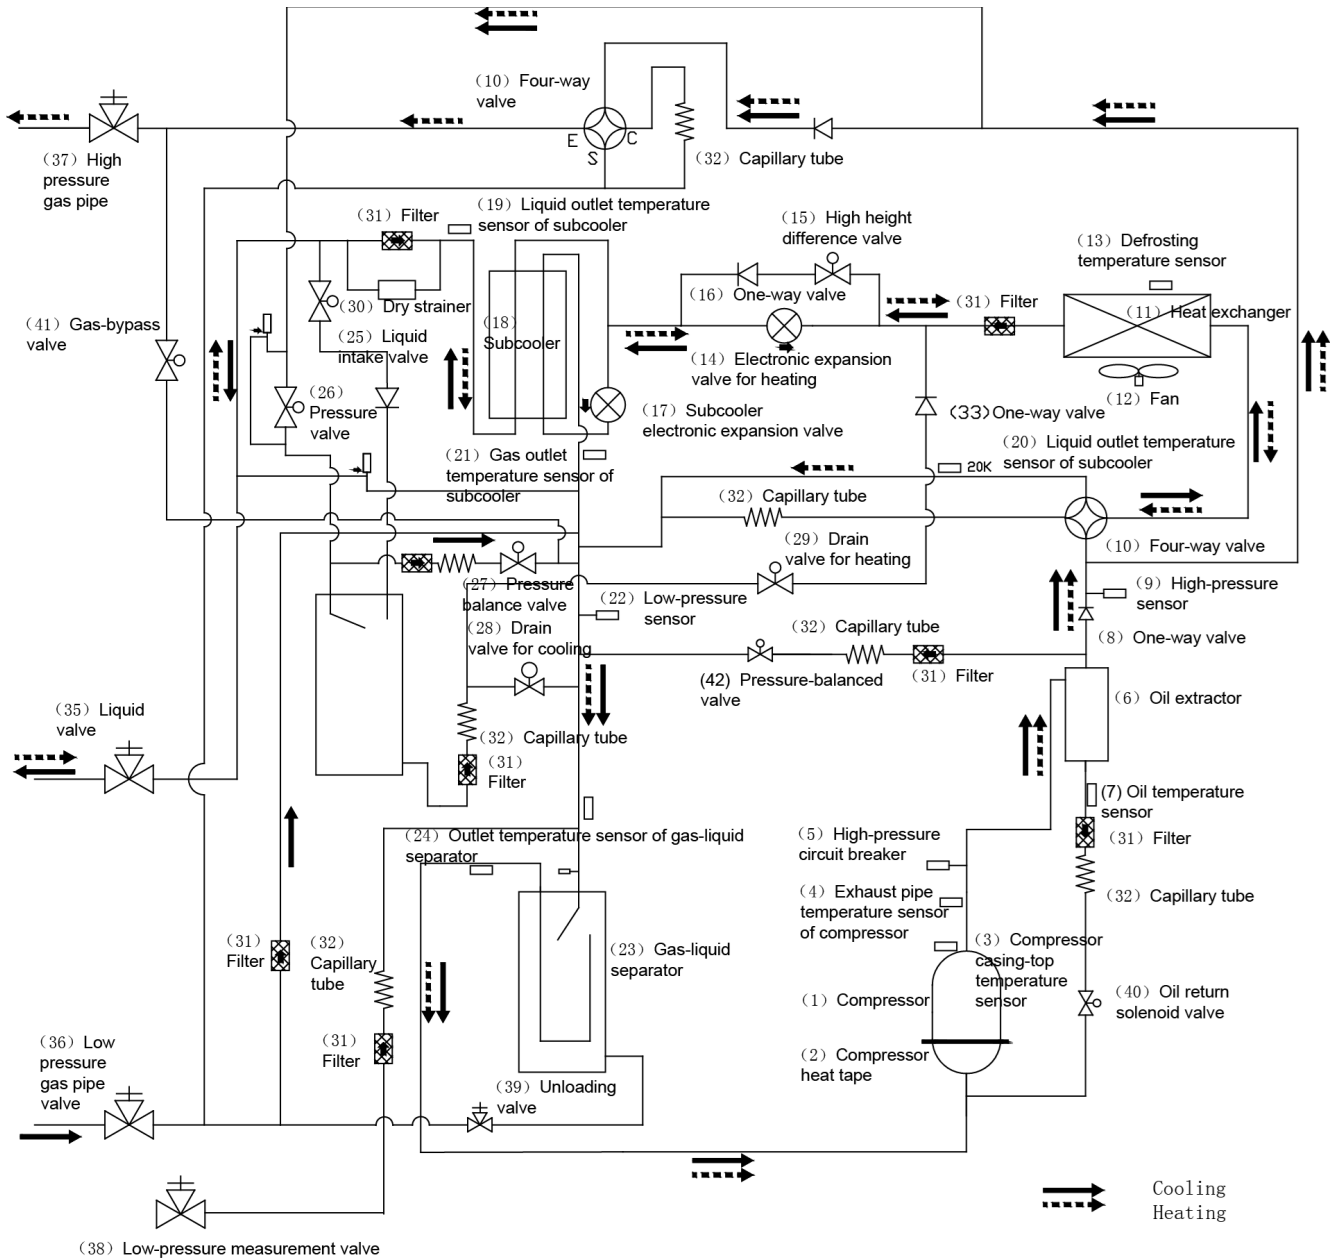 （10）Four-way
valve
E
C
S
（37）High
pressure
gas pipe
（32）Capillary tube
（31）Filter
（19）Liquid outlet temperature
sensor of subcooler
（15）High height
difference valve
（13）Defrosting
temperature sensor
（41）Gas-bypass
valve
（30）Dry strainer
（25）Liquid
intake valve
（18）
Subcooler
（16）One-way valve
（31）Filter
（11）Heat exchanger
（26）
Pressure
valve
（14）Electronic expansion
valve for heating
（12）Fan
（17）Subcooler
electronic expansion valve
(33)One-way valve
（20）Liquid outlet temperature
sensor of subcooler
（21）Gas outlet
temperature sensor of
subcooler
20K
（32）Capillary tube
（29）Drain
valve for heating
（10）Four-way valve
（27）Pressure
balance valve
（22）Low-pressure
sensor
（9）High-pressure
sensor
（28）Drain
valve for cooling
（32）Capillary tube
（8）One-way valve
(42) Pressure-balanced
valve
（31）Filter
（6）Oil extractor
（35）Liquid
valve
（32）Capillary tube
（31）
Filter
(7) Oil temperature
sensor
（24）Outlet temperature sensor of gas-liquid
separator
（5）High-pressure
circuit breaker
（31）Filter
（4）Exhaust pipe
temperature sensor
of compressor
（32）Capillary tube
（31）
Filter
（32）
Capillary
tube
（23）Gas-liquid
separator
（3）Compressor
casing-top
temperature
sensor
（1）Compressor
（40）Oil return
solenoid valve
（36）Low
pressure
gas pipe
valve
（31）
Filter
（2）Compressor
heat tape
（39）Unloading
valve
Cooling
Heating
（38）Low-pressure measurement valve